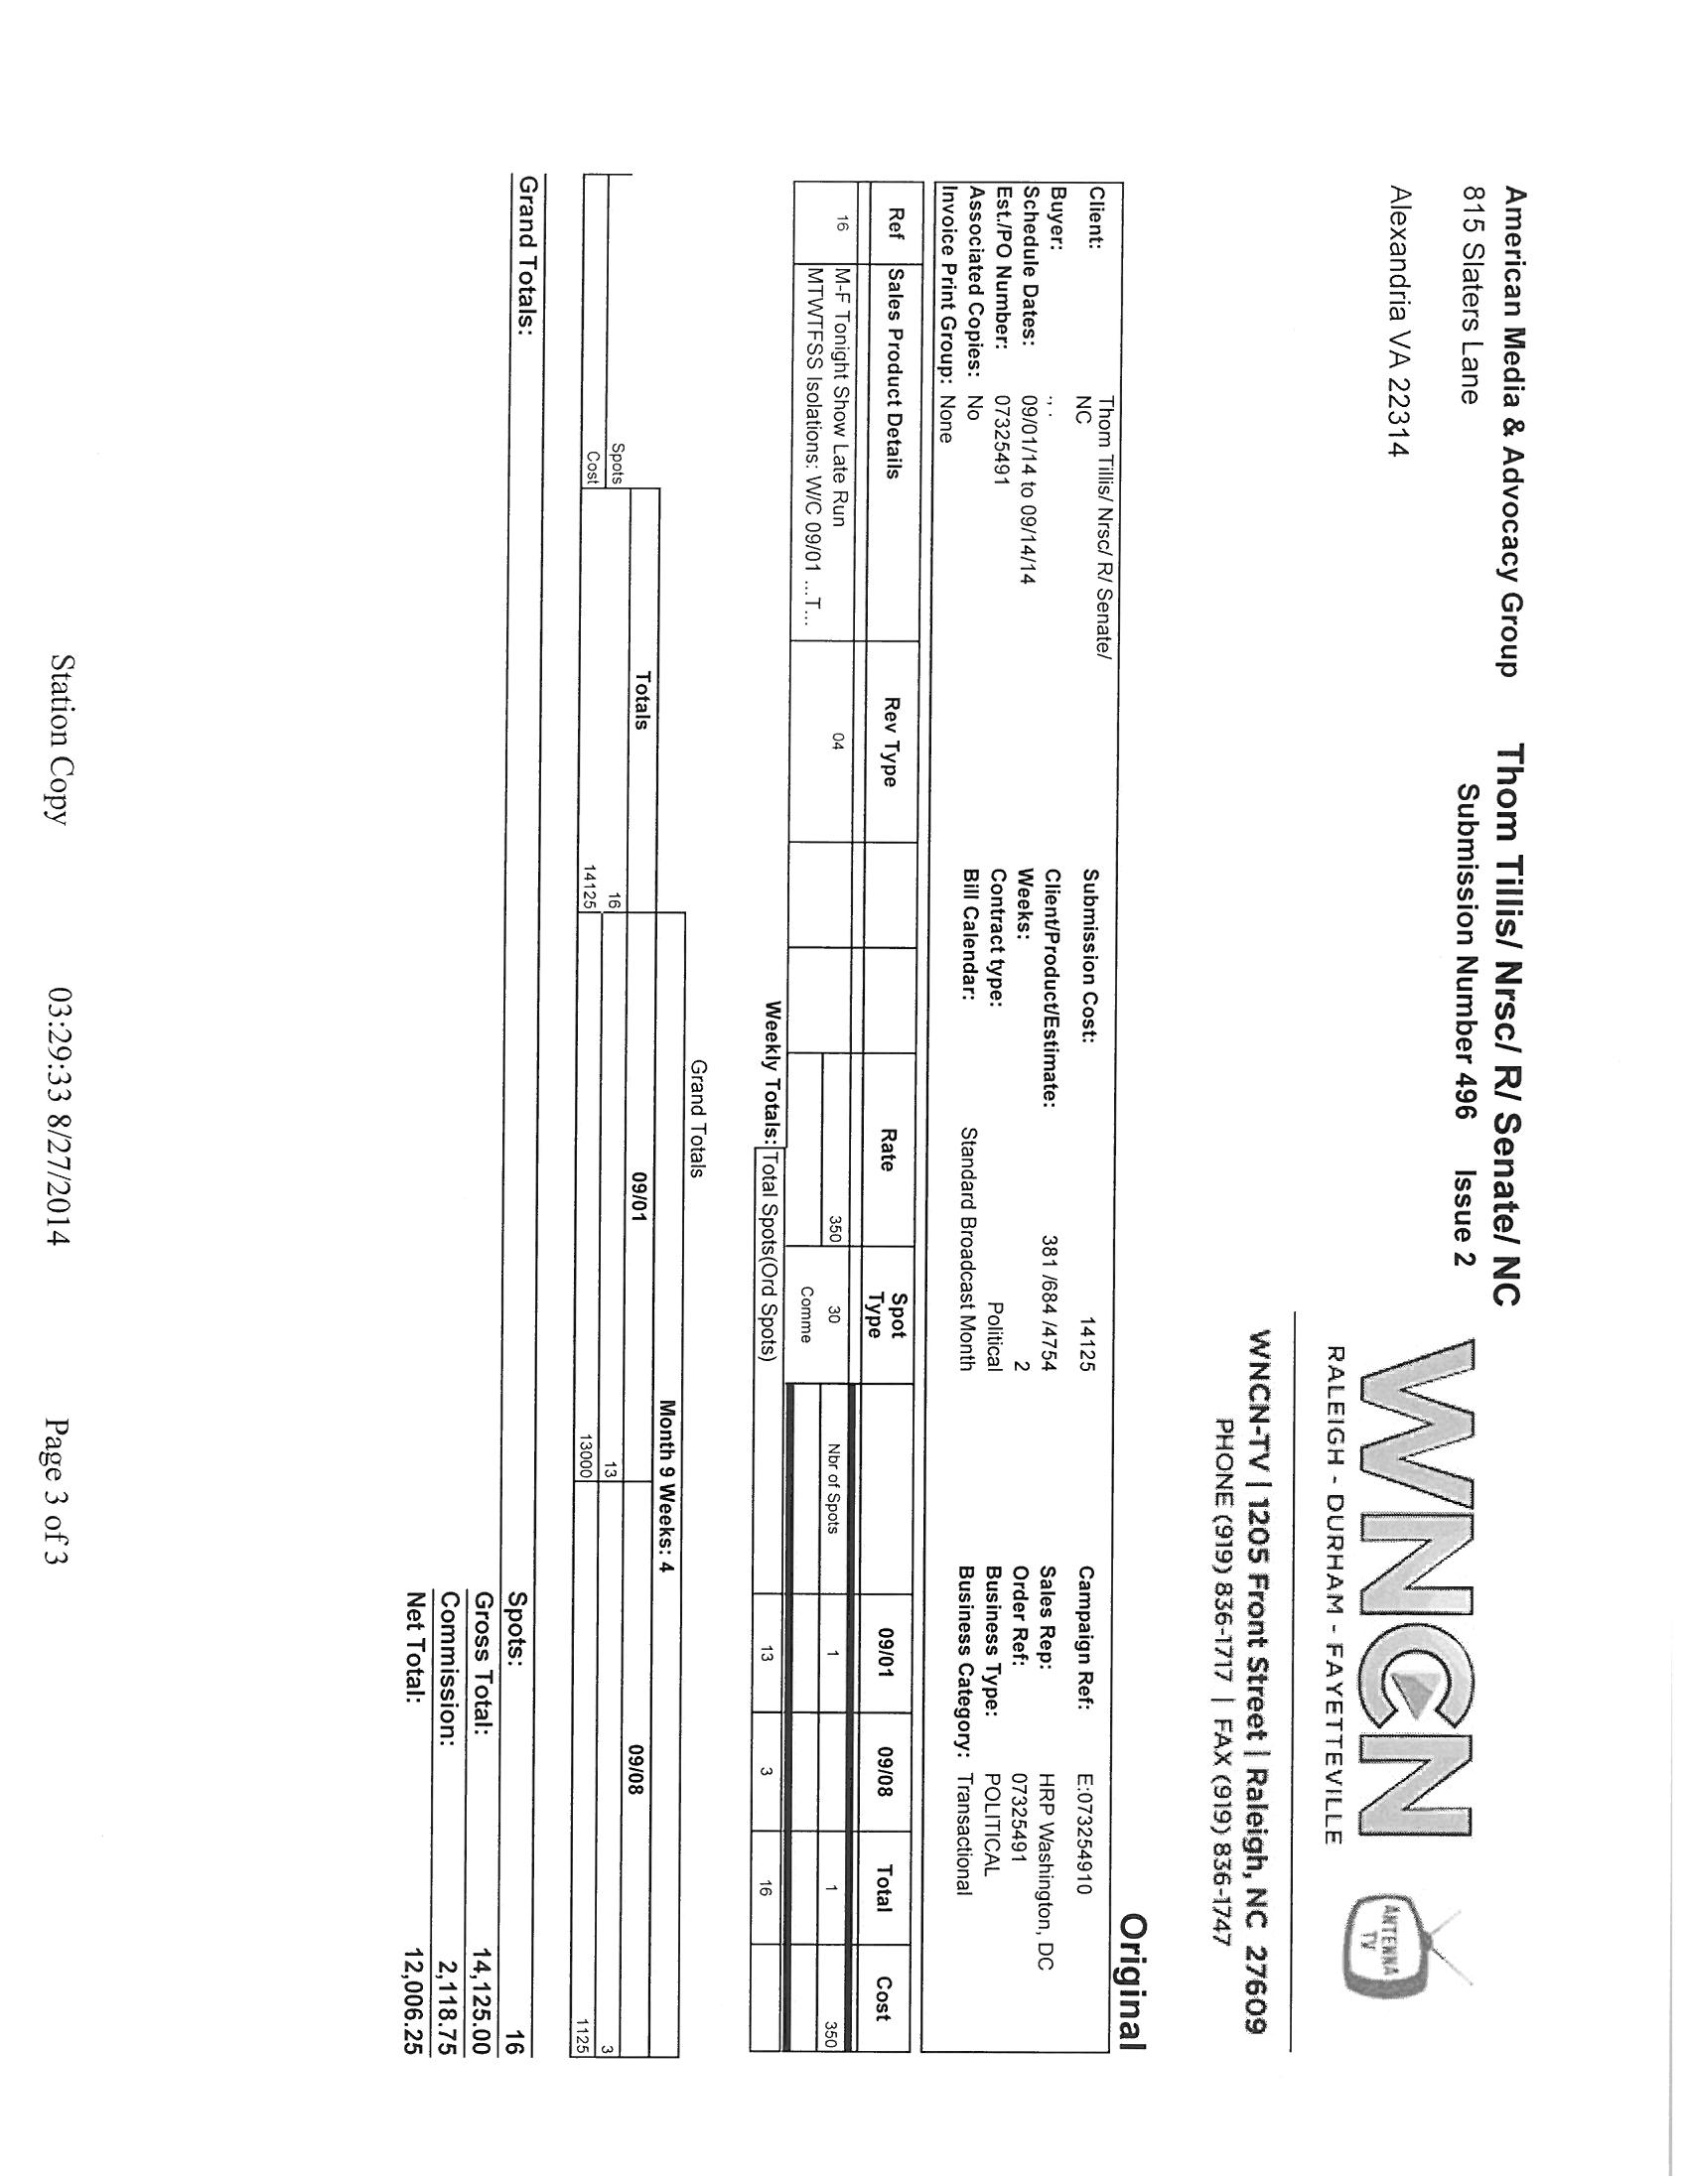 American Media & Advocacy Group
815 Slaters Lane
Alexandria VA 22314
Thom Tillis/ Nrsc/ R/ Senate/ NC
Submission Number 496 Issue 2
WNCN
RALEIGH - DURHAM - FAYETTEVILLE
ANTENNA
TV
WNCN-TV | 1205 Front Street | Raleigh, NC 27609
PHONE (919) 836-1717 | FAX (919) 836-1747
Original
Client: Thom Tillis/ Nrsc/ R/ Senate/
NC
Buyer: ., .
Schedule Dates: 09/01/14 to 09/14/14
Est./PO Number: 07325491
Associated Copies: No
Invoice Print Group: None
Submission Cost: 14125
Client/Product/Estimate: 381 /684 /4754
Weeks: 2
Contract type: Political
Bill Calendar: Standard Broadcast Month
Campaign Ref: E:073254910
Sales Rep: HRP Washington, DC
Order Ref: 07325491
Business Type: POLITICAL
Business Category: Transactional
Ref Sales Product Details Rev Type Rate Spot Type 09/01 09/08 Total Cost
16 M-F Tonight Show Late Run 04 350 30 Nbr of Spots 1 1 350
MTWTFSS Isolations: W/C 09/01 ...T... Comme
Weekly Totals: Total Spots(Ord Spots) 13 3 16
Grand Totals
Month 9 Weeks: 4
Totals 09/01 09/08
Spots 16 13 3
Cost 14125 13000 1125
Grand Totals:
Spots: 16
Gross Total: 14,125.00
Commission: 2,118.75
Net Total: 12,006.25
Station Copy 03:29:33 8/27/2014 Page 3 of 3